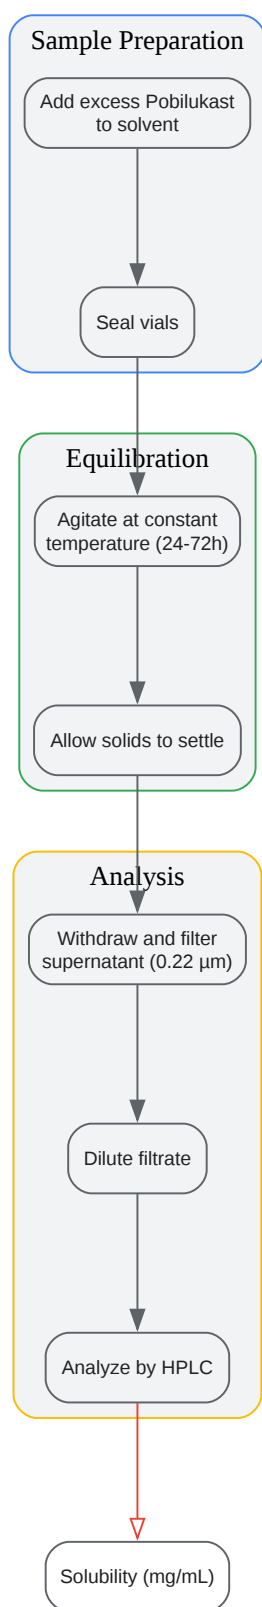 Sample Preparation
Add excess Pobilukast
to solvent
Seal vials
Equilibration
Agitate at constant
temperature (24-72h)
Allow solids to settle
Analysis
Withdraw and filter
supernatant (0.22 µm)
Dilute filtrate
Analyze by HPLC
Solubility (mg/mL)